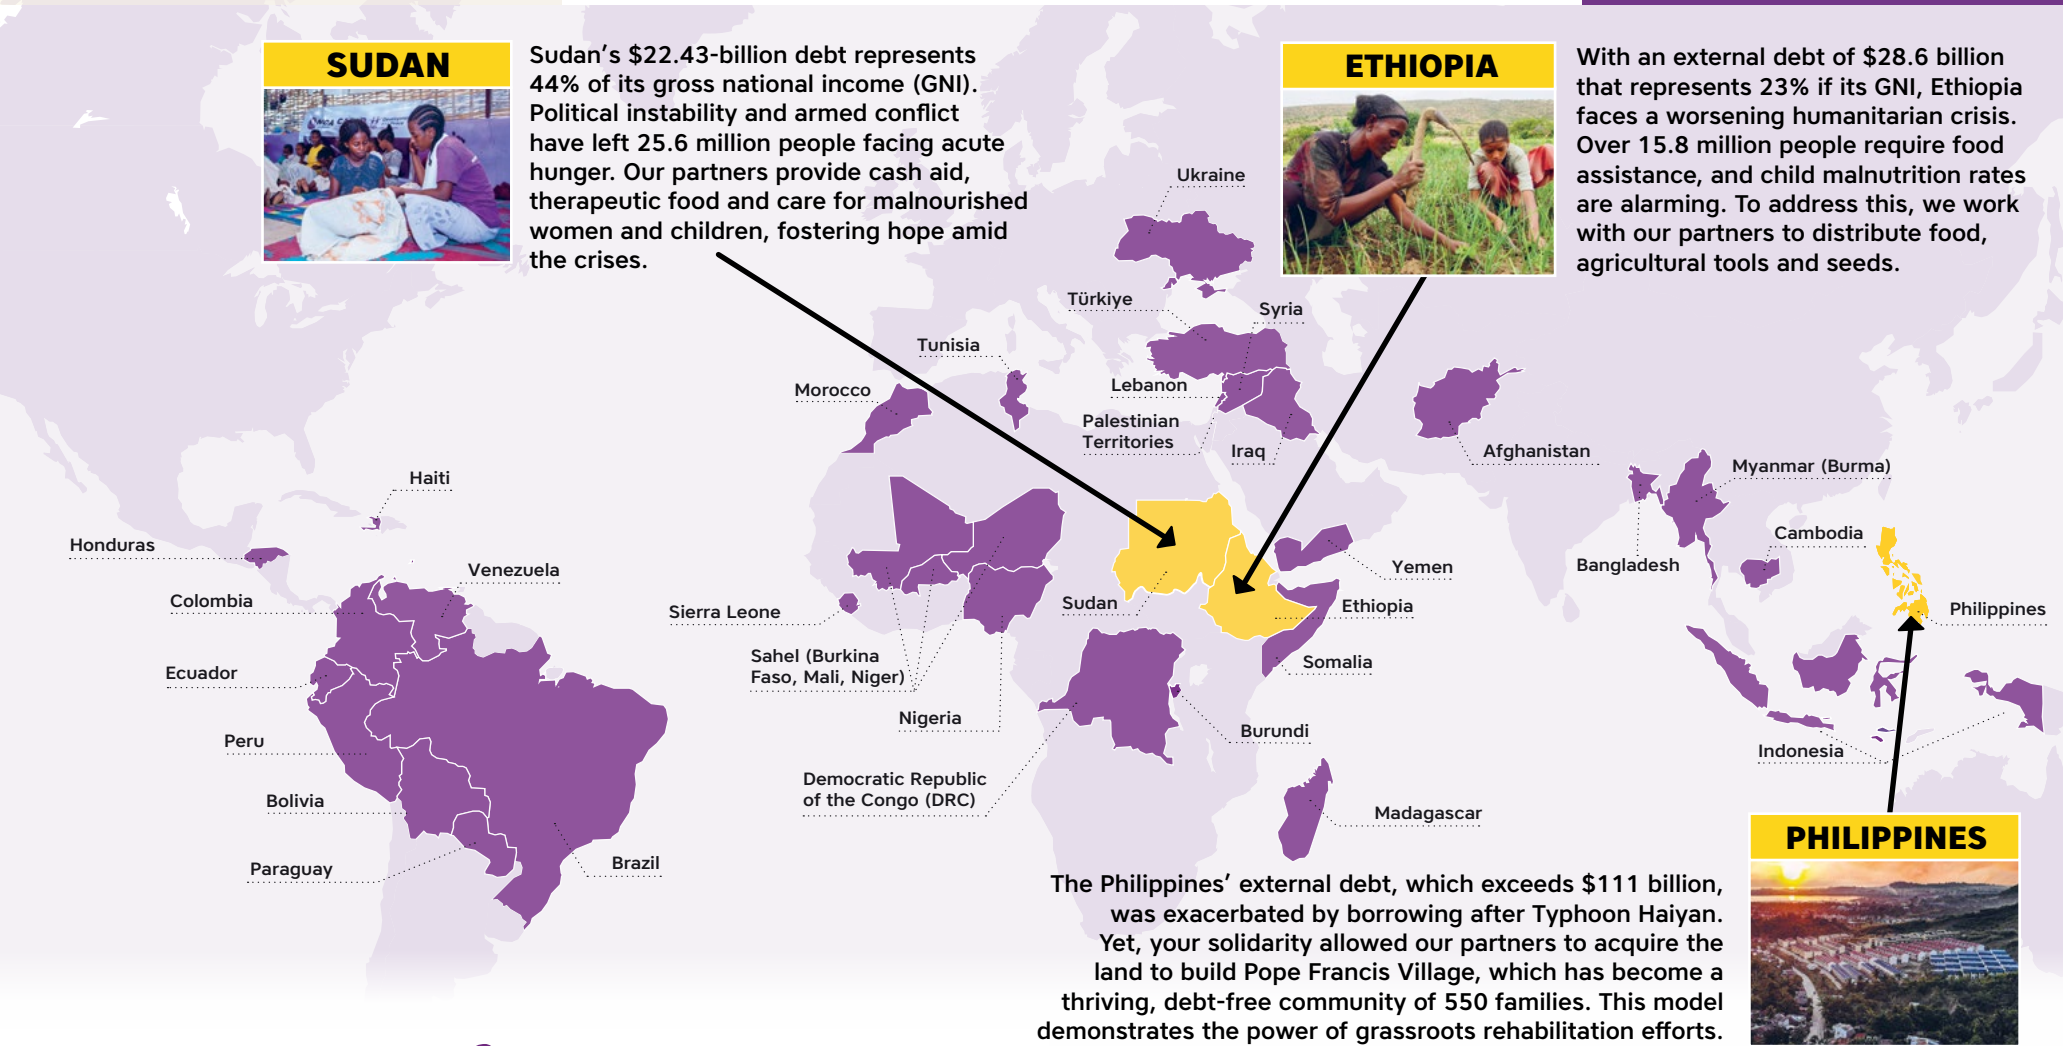 SUDAN
Sudan's $22.43-billion debt represents
44% of its gross national income (GNI).
Political instability and armed conflict
have left 25.6 million people facing acute
hunger. Our partners provide cash aid,
therapeutic food and care for malnourished
women and children, fostering hope amid
the crises.
ETHIOPIA
With an external debt of $28.6 billion
that represents 23% if its GNI, Ethiopia
faces a worsening humanitarian crisis.
Over 15.8 million people require food
assistance, and child malnutrition rates
are alarming. To address this, we work
with our partners to distribute food,
agricultural tools and seeds.
Ukraine
Türkiye
Syria
Tunisia
Lebanon
Morocco
Palestinian
Territories
Iraq
Afghanistan
Myanmar (Burma)
Haiti
Cambodia
Honduras
Bangladesh
Yemen
Venezuela
Colombia
Sudan
Ethiopia
Philippines
Sierra Leone
Sahel (Burkina
Faso, Mali, Niger)
Somalia
Ecuador
Nigeria
Burundi
Peru
Indonesia
Democratic Republic
of the Congo (DRC)
Bolivia
Madagascar
Paraguay
Brazil
PHILIPPINES
The Philippines' external debt, which exceeds $111 billion,
was exacerbated by borrowing after Typhoon Haiyan.
Yet, your solidarity allowed our partners to acquire the
land to build Pope Francis Village, which has become a
thriving, debt-free community of 550 families. This model
demonstrates the power of grassroots rehabilitation efforts.